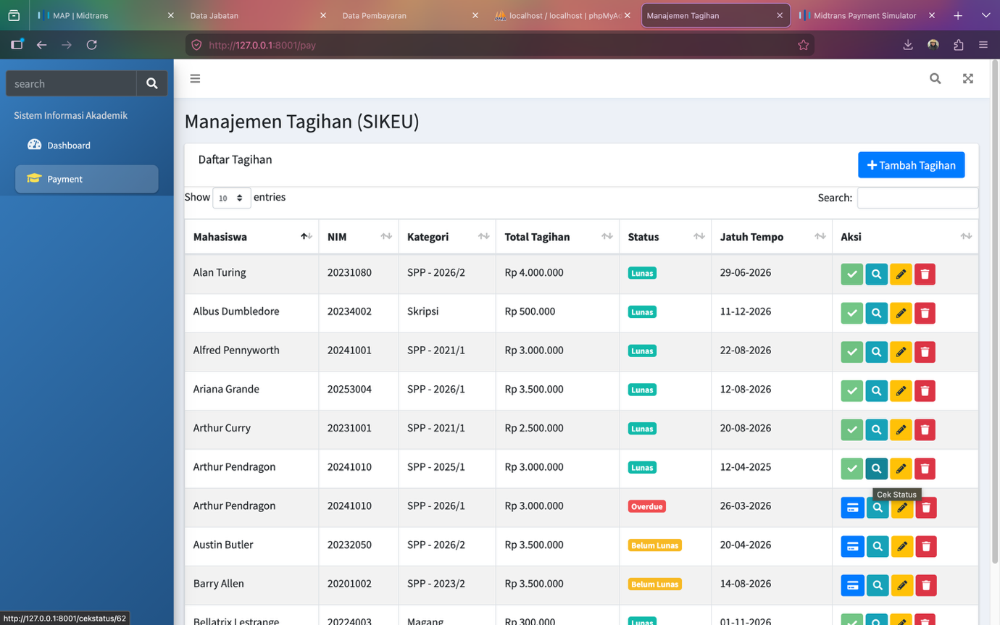 MAP | Midtrans
Data Jabatan
Data Pembayaran
localhost / localhost | phpMyAd
Manajemen Tagihan
Midtrans Payment Simulator
http://127.0.0.1:8001/pay
search
Sistem Informasi Akademik
Dashboard
Payment
Manajemen Tagihan (SIKEU)
Daftar Tagihan
Tambah Tagihan
Show 10 entries
Search:
Mahasiswa NIM Kategori Total Tagihan Status Jatuh Tempo Aksi
Alan Turing 20231080 SPP - 2026/2 Rp 4.000.000 Lunas 29-06-2026
Albus Dumbledore 20234002 Skripsi Rp 500.000 Lunas 11-12-2026
Alfred Pennyworth 20241001 SPP - 2021/1 Rp 3.000.000 Lunas 22-08-2026
Ariana Grande 20253004 SPP - 2026/1 Rp 3.500.000 Lunas 12-08-2026
Arthur Curry 20231001 SPP - 2021/1 Rp 2.500.000 Lunas 20-08-2026
Arthur Pendragon 20241010 SPP - 2025/1 Rp 3.000.000 Lunas 12-04-2025
Cek Status
Arthur Pendragon 20241010 SPP - 2026/1 Rp 3.000.000 Overdue 26-03-2026
Austin Butler 20232050 SPP - 2026/2 Rp 3.500.000 Belum Lunas 20-04-2026
Barry Allen 20201002 SPP - 2023/2 Rp 3.500.000 Belum Lunas 14-08-2026
Bellatrix Lestrange 20224003 Magang Rp 300.000 Lunas 01-11-2026
http://127.0.0.1:8001/cekstatus/62